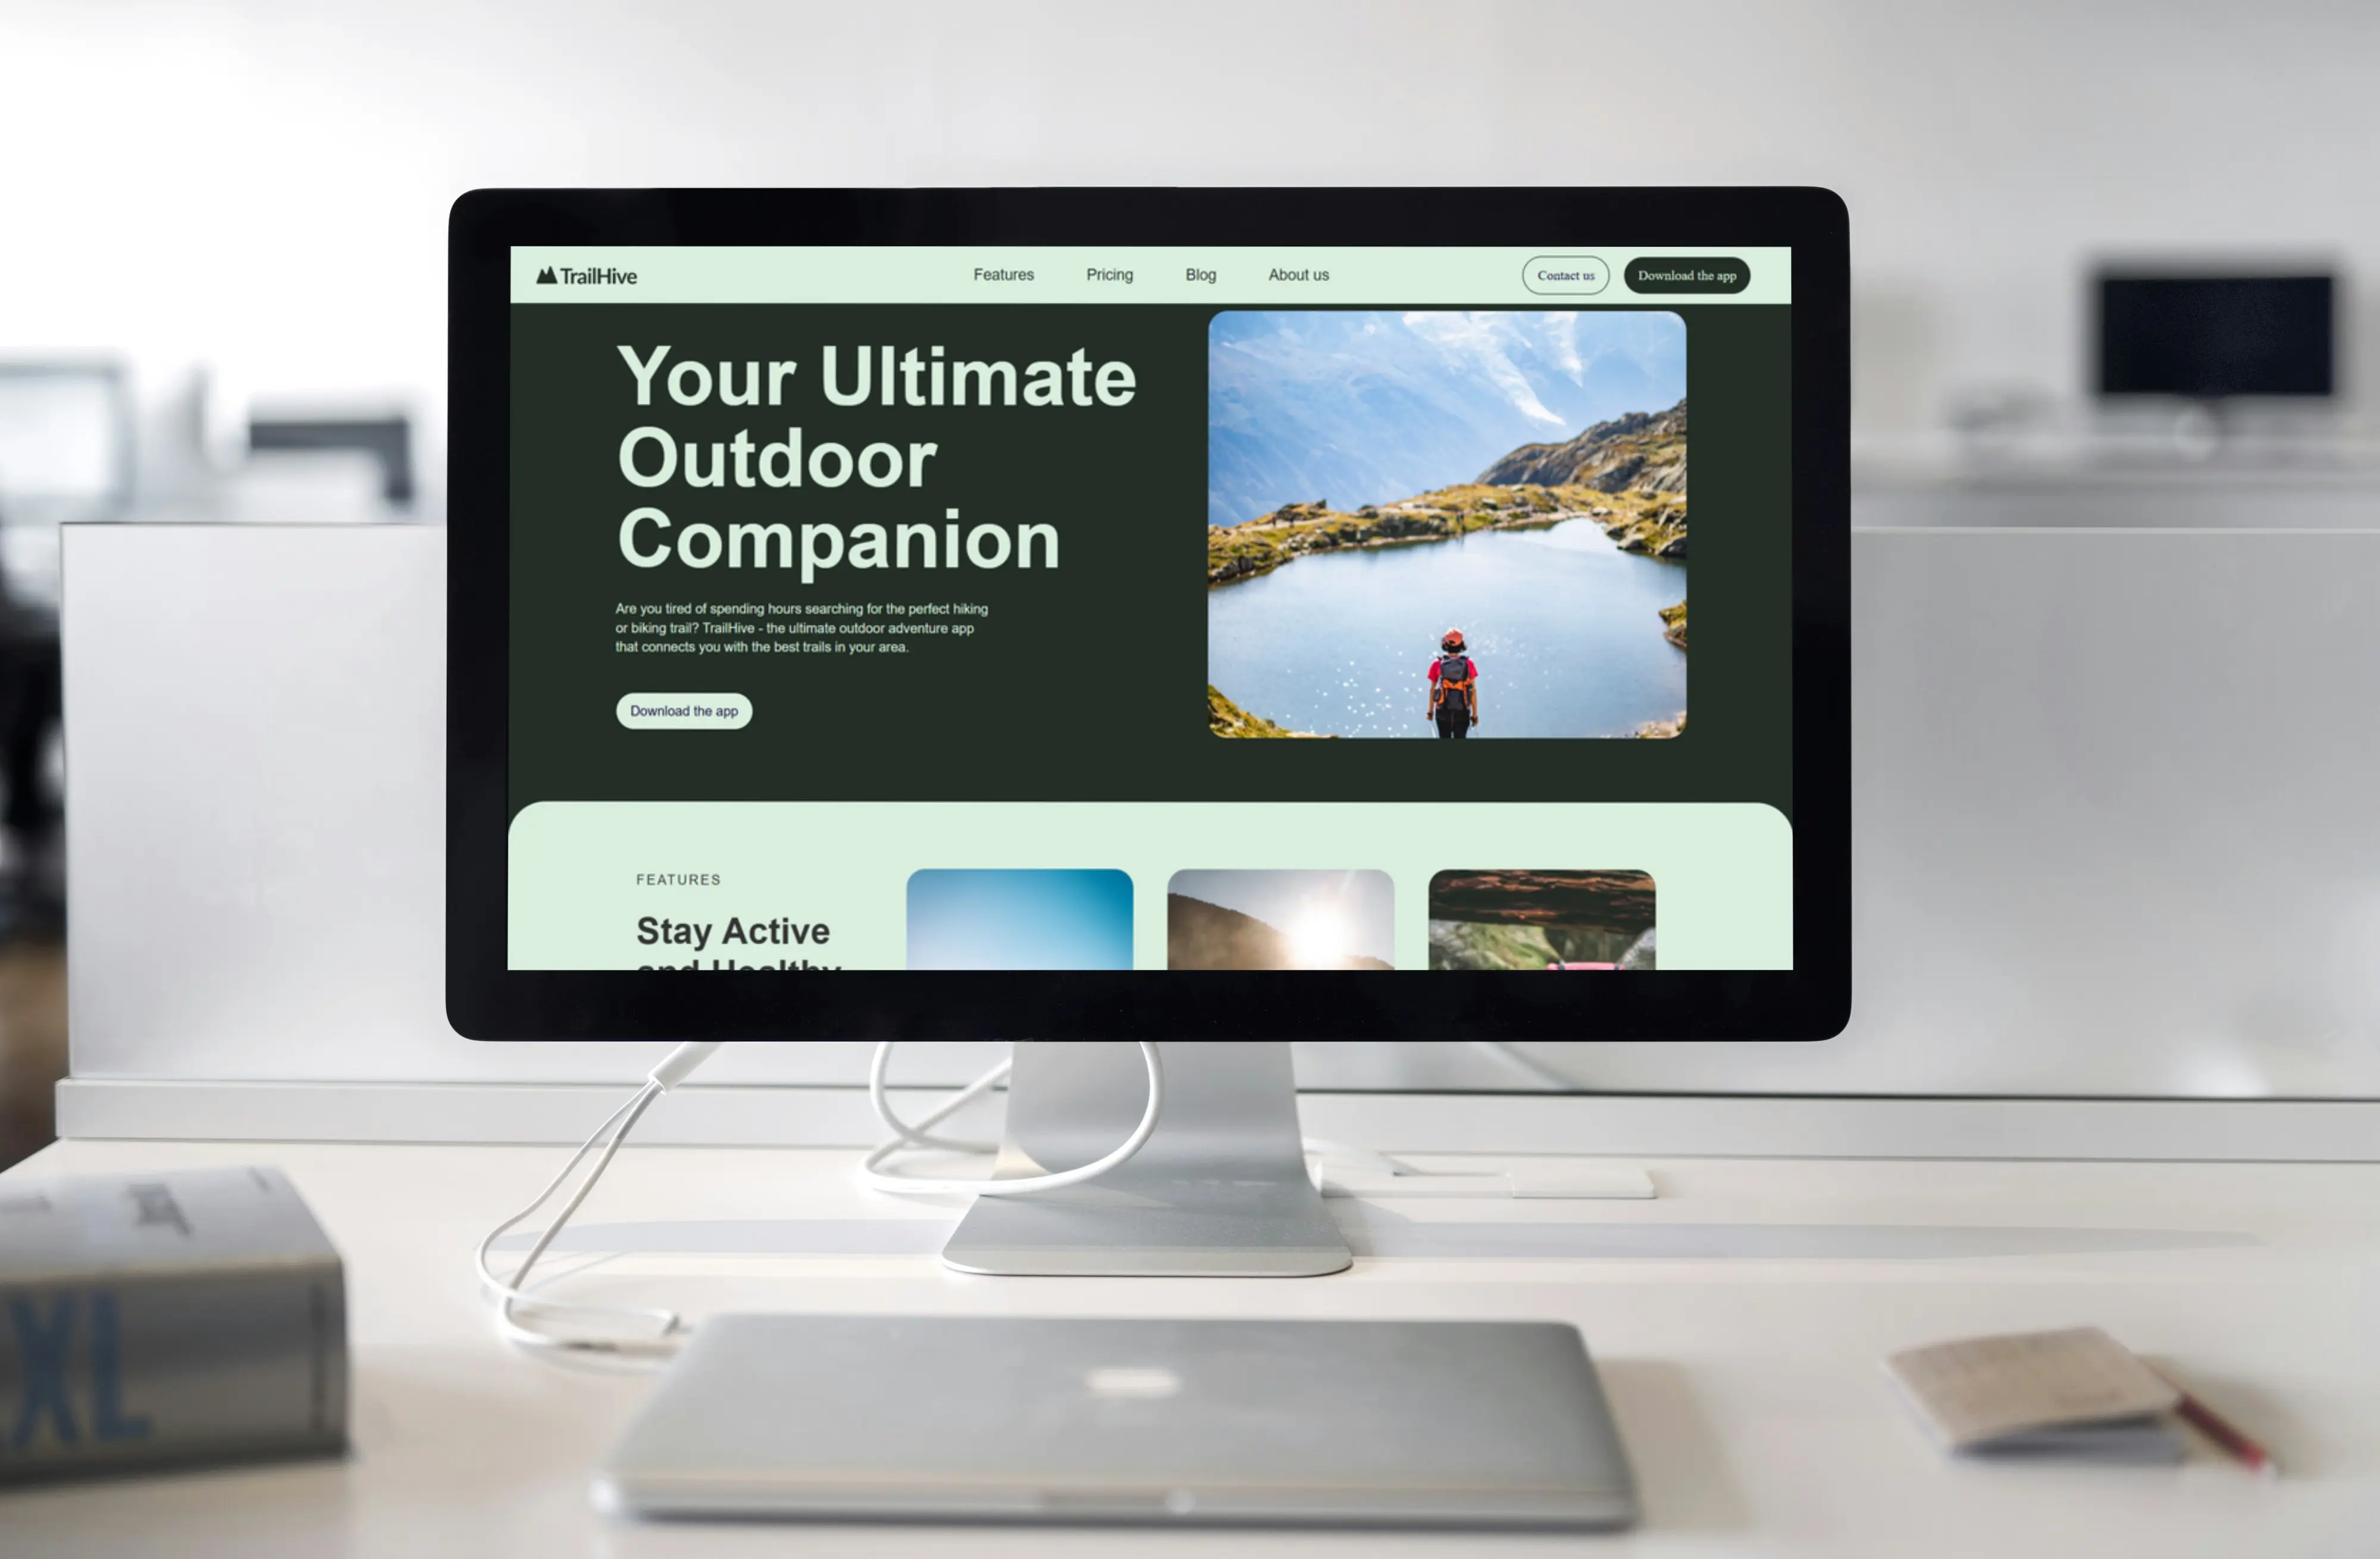 TrailHive
Features
Pricing
Blog
About us
Contact us
Download the app
Your Ultimate
Outdoor
Companion
Are you tired of spending hours searching for the perfect hiking
or biking trail? TrailHive - the ultimate outdoor adventure app
that connects you with the best trails in your area.
Download the app
FEATURES
Stay Active
and Healthy
XL